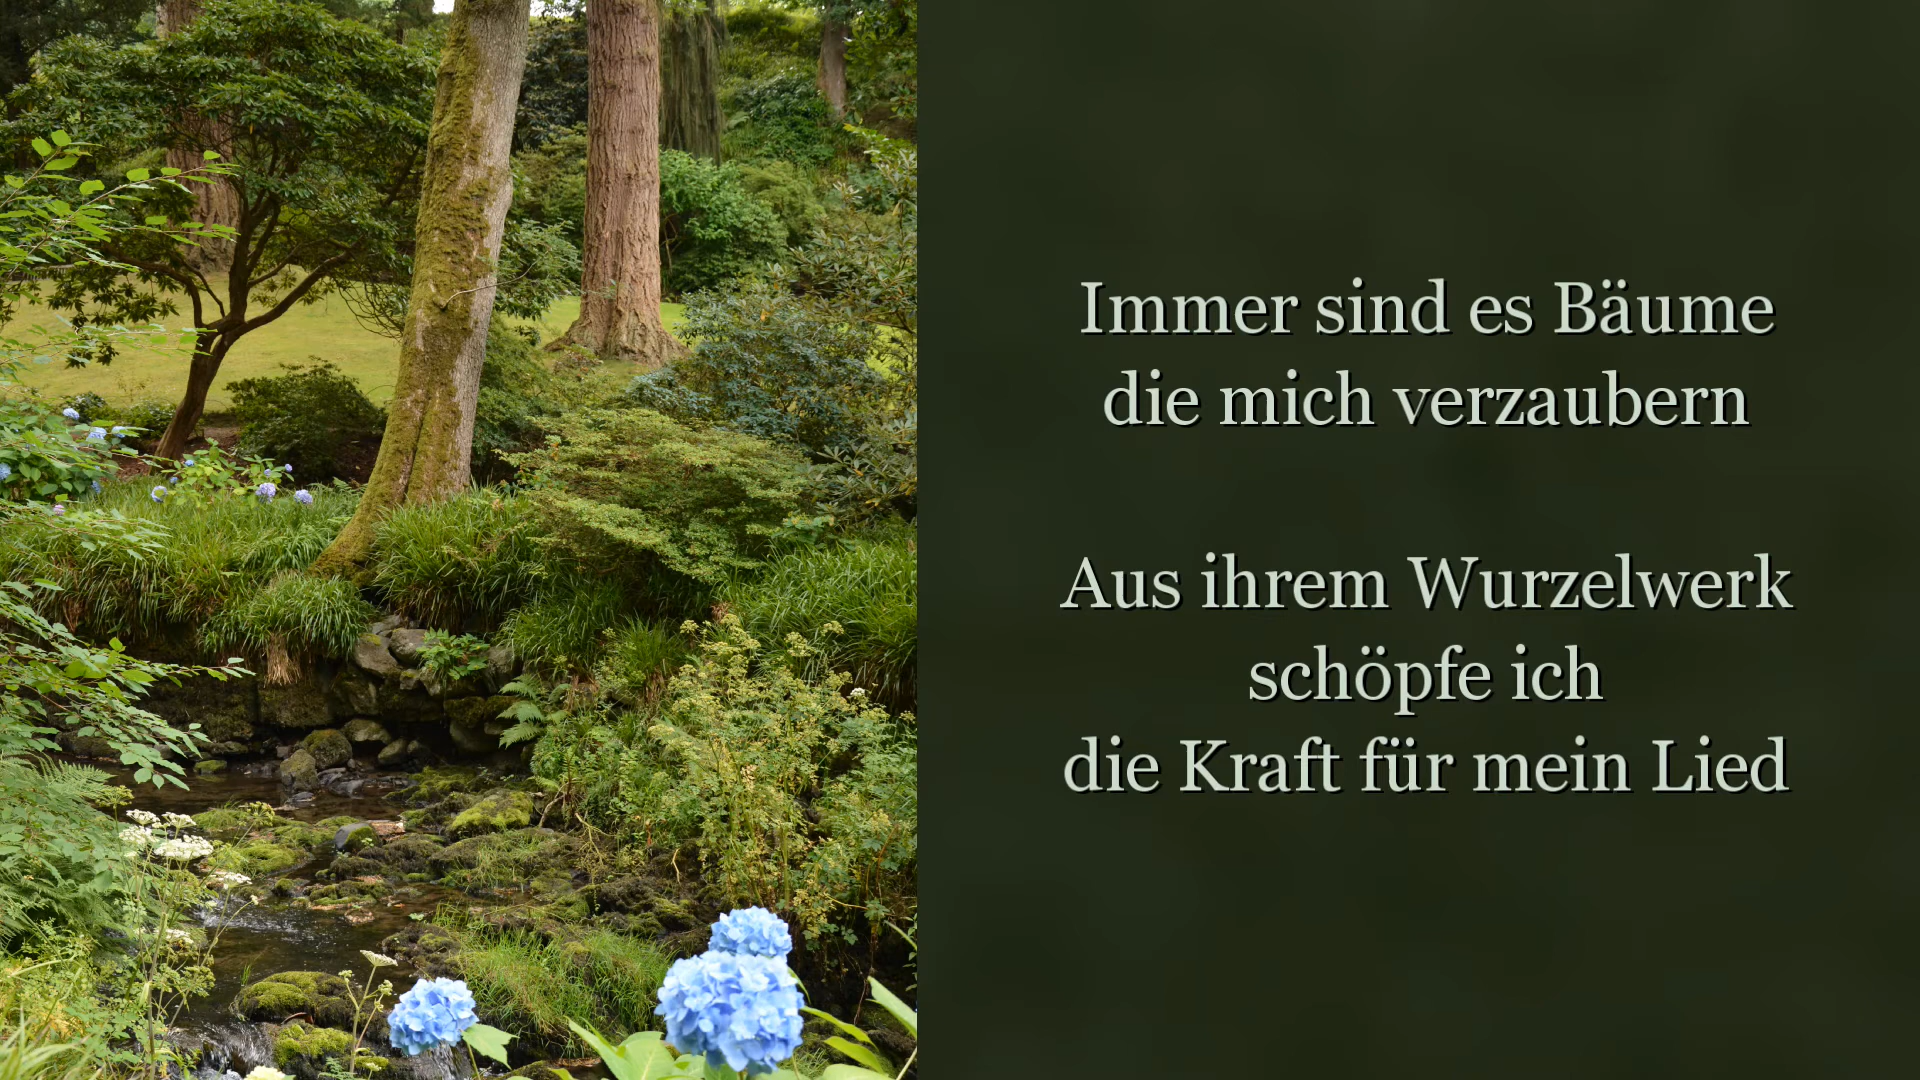 Immer sind es Bäume
die mich verzaubern
Aus ihrem Wurzelwerk
schöpfe ich
die Kraft für mein Lied